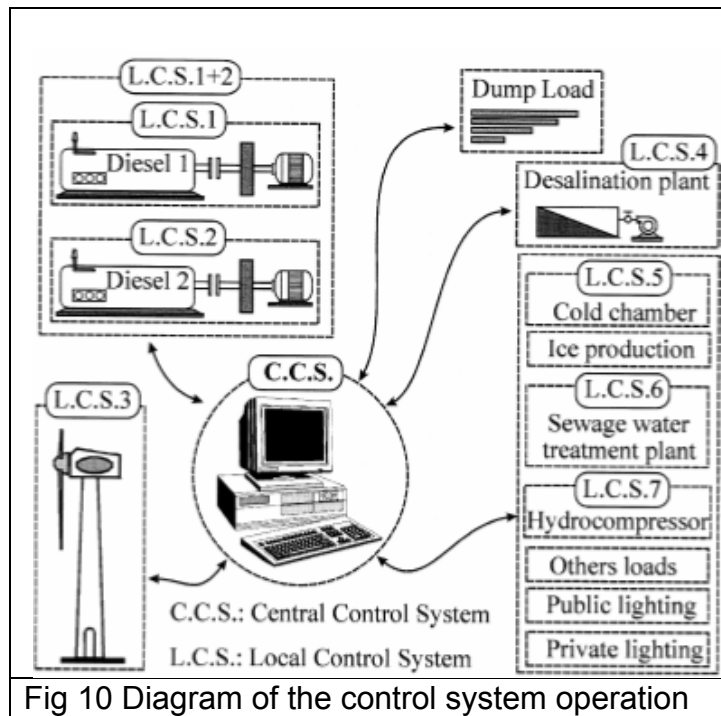 L.C.S.1+2
L.C.S.1
Diesel 1
L.C.S.2
Diesel 2
Dump Load
L.C.S.4
Desalination plant
L.C.S.5
Cold chamber
Ice production
L.C.S.6
Sewage water
treatment plant
L.C.S.7
Hydrocompressor
Others loads
Public lighting
Private lighting
C.C.S.
L.C.S.3
C.C.S.: Central Control System
L.C.S.: Local Control System
Fig 10 Diagram of the control system operation